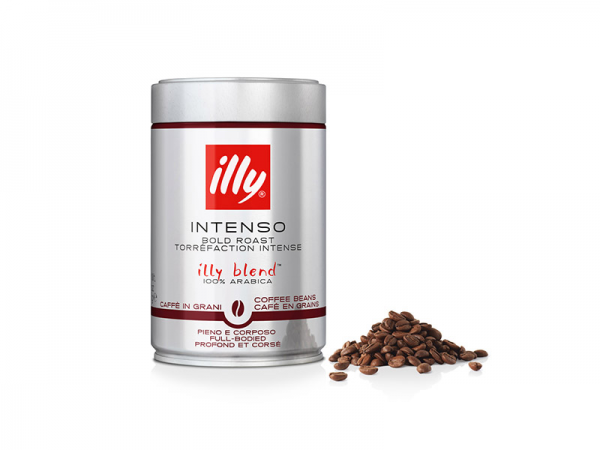 illy®
INTENSO
BOLD ROAST
TORRÉFACTION INTENSE
illy blend™
100% ARABICA
CAFFÈ IN GRANI
COFFEE BEANS
CAFÉ EN GRAINS
PIENO E CORPOSO
FULL-BODIED
PROFOND ET CORSÉ